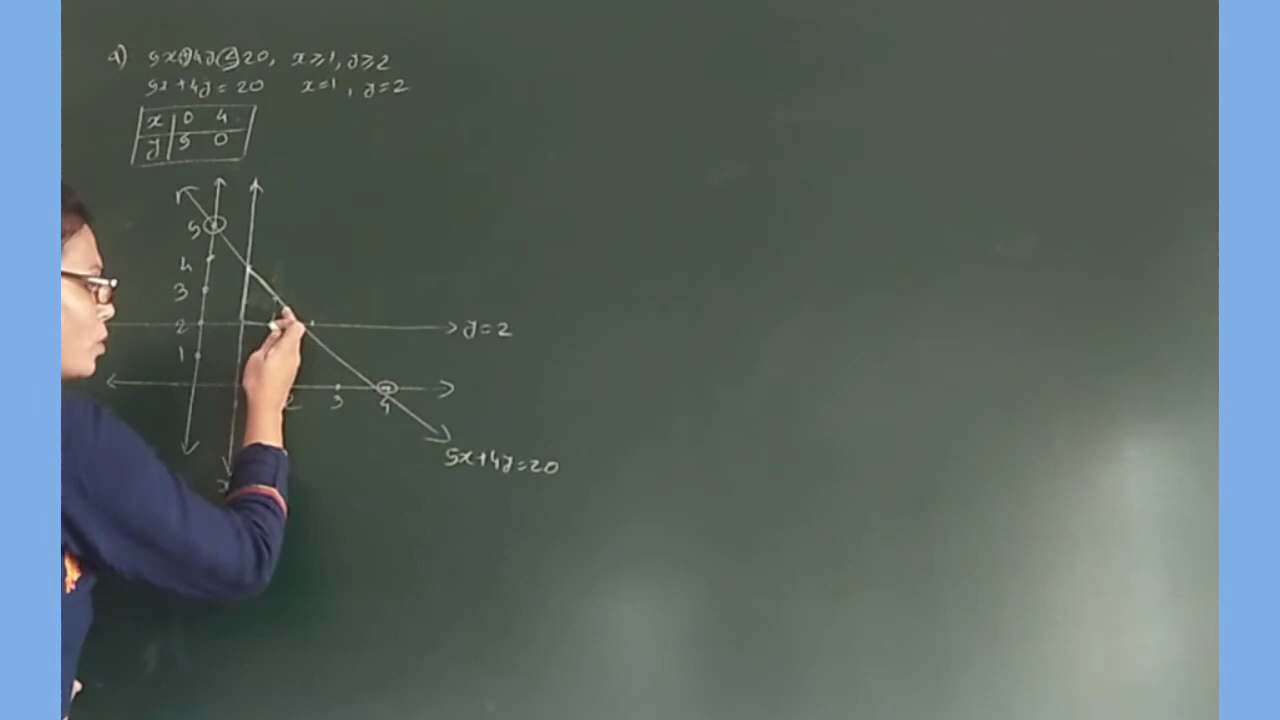 a) 5x+4y≤20, x≥1, y≥2
5x+4y=20 x=1, y=2
x 0 4
y 5 0
5
4
3
2
y=2
1
2 3 4
5x+4y=20